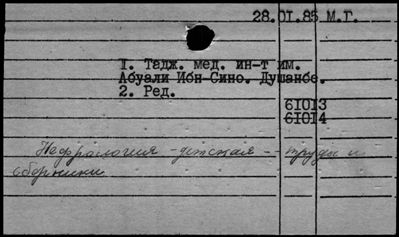 28.01.85 М.Г.
1. Тадж. мед. ин-т им.
Абуали Ибн-Сино. Душанбе.
2. Ред.
61013
61014
Нефрология - детская -- труды и
сборники